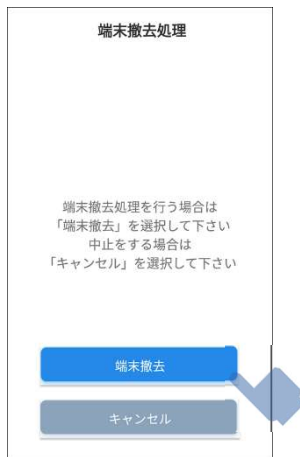 端末撤去処理
端末撤去処理を行う場合は
「端末撤去」を選択して下さい
中止をする場合は
「キャンセル」を選択して下さい
端末撤去
キャンセル